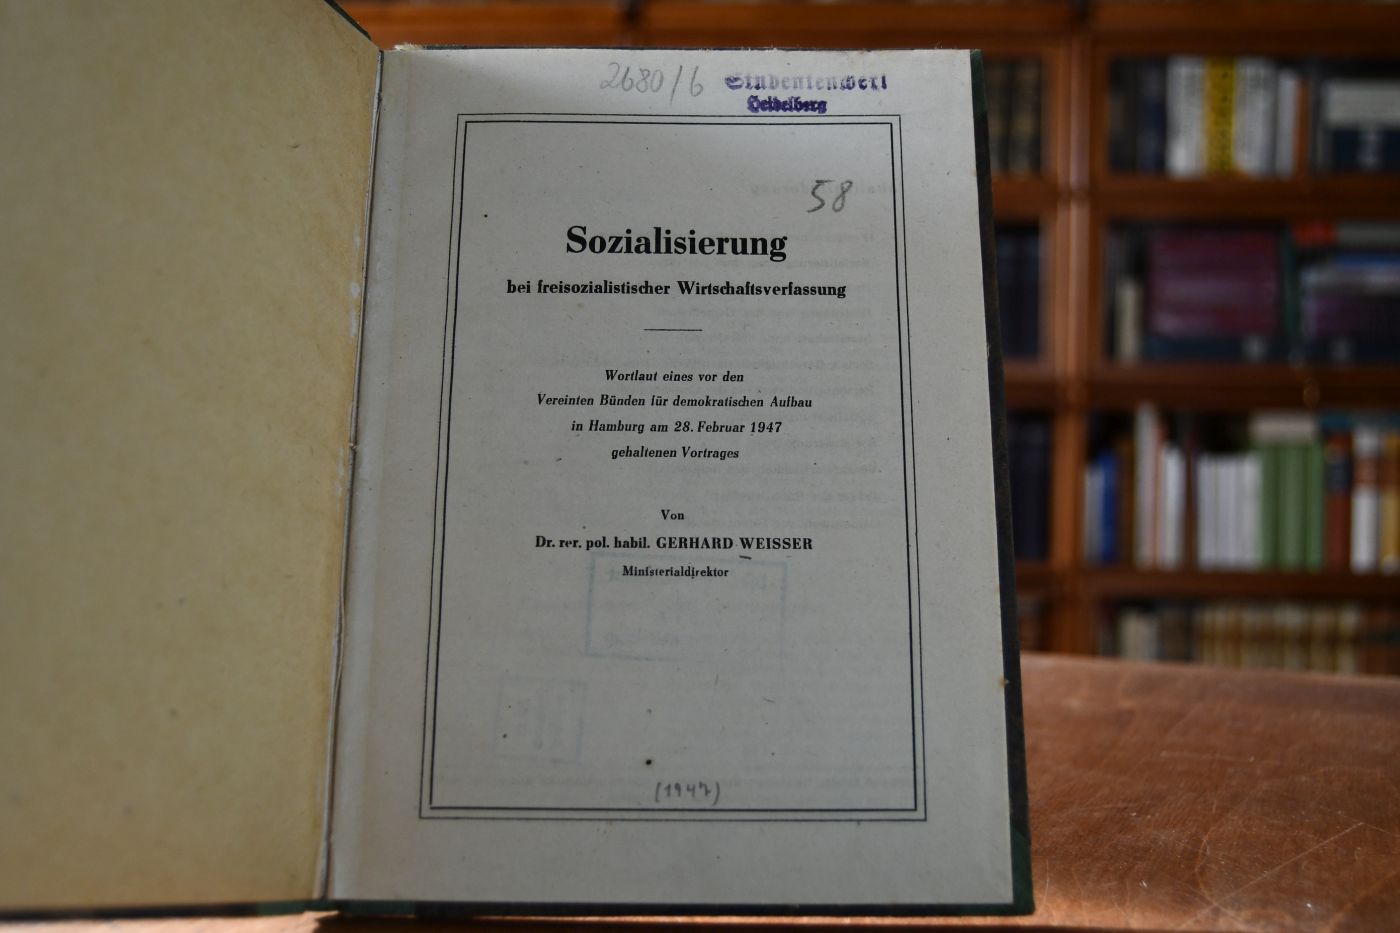 2680/6
Studentenwerk
Heidelberg
58
Sozialisierung
bei freisozialistischer Wirtschaftsverfassung
Wortlaut eines vor den
Vereinten Bünden für demokratischen Aufbau
in Hamburg am 28. Februar 1947
gehaltenen Vortrages
Von
Dr. rer. pol. habil. GERHARD WEISSER
Ministerialdirektor
(1947)